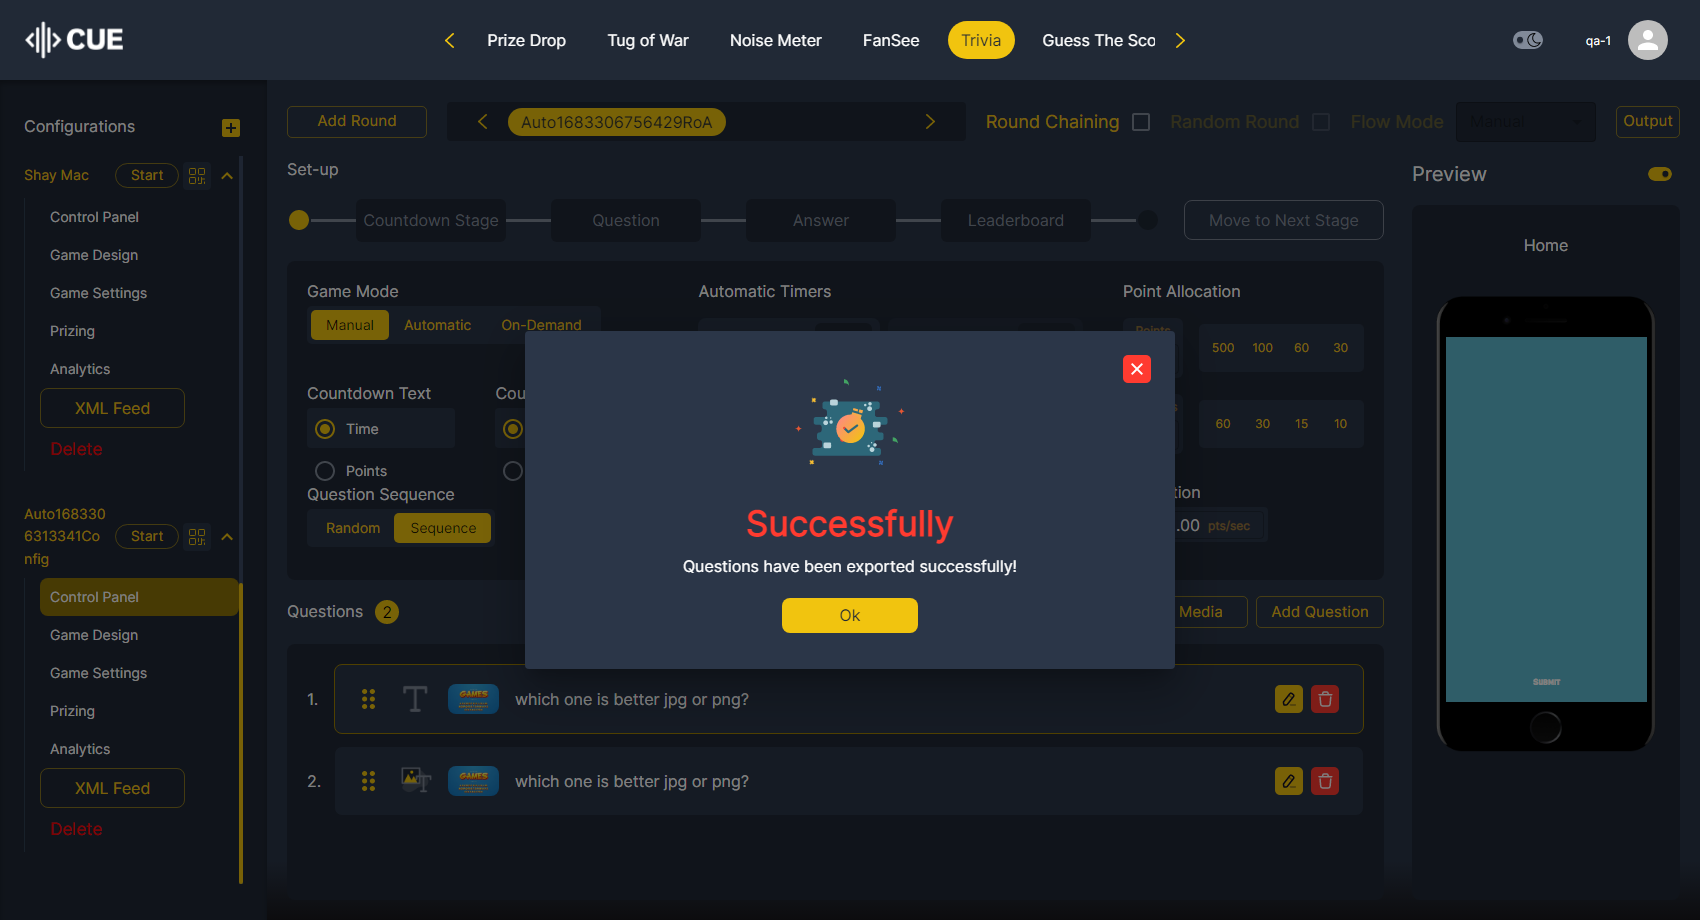 CUE
Prize Drop
Tug of War
Noise Meter
FanSee
Trivia
Guess The Sco
qa-1
Configurations
Shay Mac
Start
Control Panel
Game Design
Game Settings
Prizing
Analytics
XML Feed
Delete
Auto168330
6313341Co
nfig
Start
Control Panel
Game Design
Game Settings
Prizing
Analytics
XML Feed
Delete
Add Round
Auto1683306756429RoA
Round Chaining
Random Round
Flow Mode
Manual
Output
Set-up
Countdown Stage
Question
Answer
Leaderboard
Move to Next Stage
Game Mode
Manual
Automatic
On-Demand
Automatic Timers
Point Allocation
Points
500 100 60 30
60 30 15 10
Countdown Text
Time
Points
Cou
Question Sequence
Random
Sequence
tion
.00 pts/sec
Successfully
Questions have been exported successfully!
Ok
Questions 2
Media
Add Question
1.
T
GAMES
which one is better jpg or png?
2.
T
GAMES
which one is better jpg or png?
Preview
Home
SUBMIT